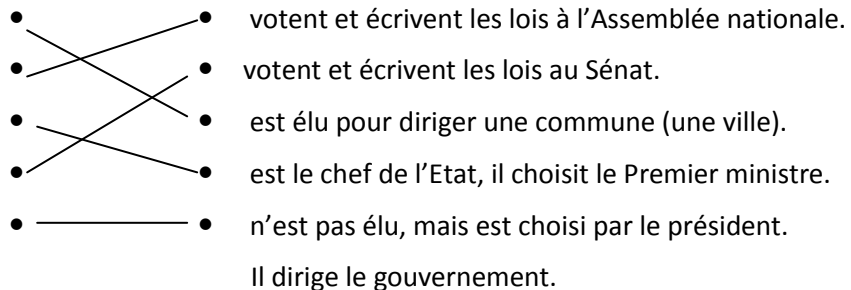 votent et écrivent les lois à l’Assemblée nationale.
votent et écrivent les lois au Sénat.
est élu pour diriger une commune (une ville).
est le chef de l’Etat, il choisit le Premier ministre.
n’est pas élu, mais est choisi par le président.
Il dirige le gouvernement.